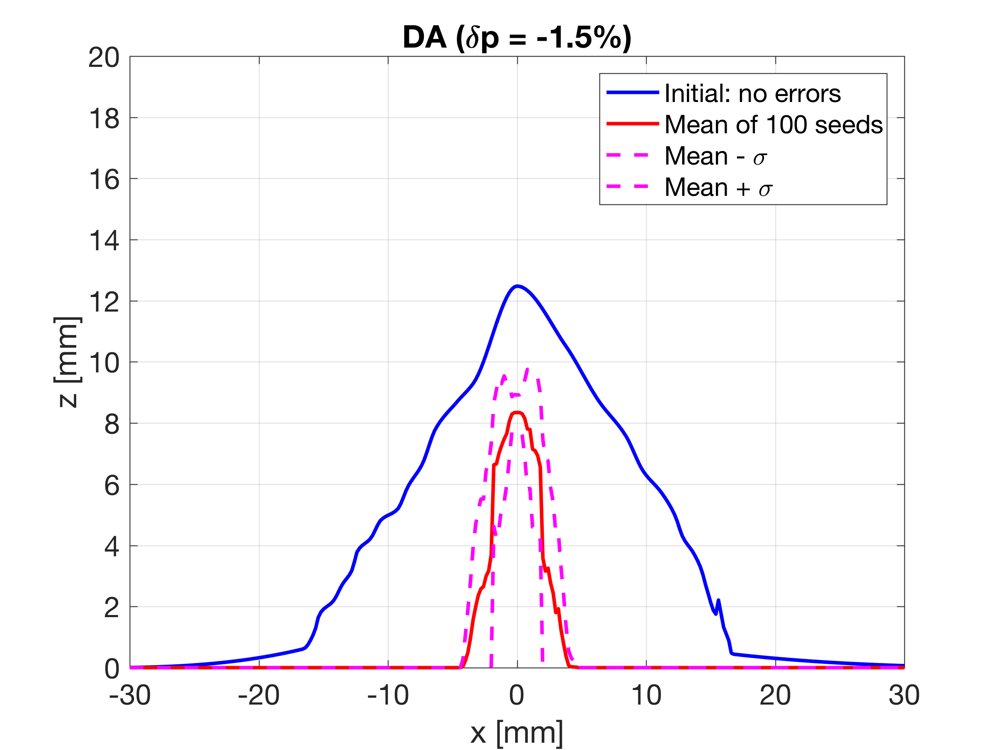 DA (δp = -1.5%)
20
18
16
14
12
10
8
6
4
2
0
z [mm]
Initial: no errors
Mean of 100 seeds
Mean - σ
Mean + σ
-30 -20 -10 0 10 20 30
x [mm]